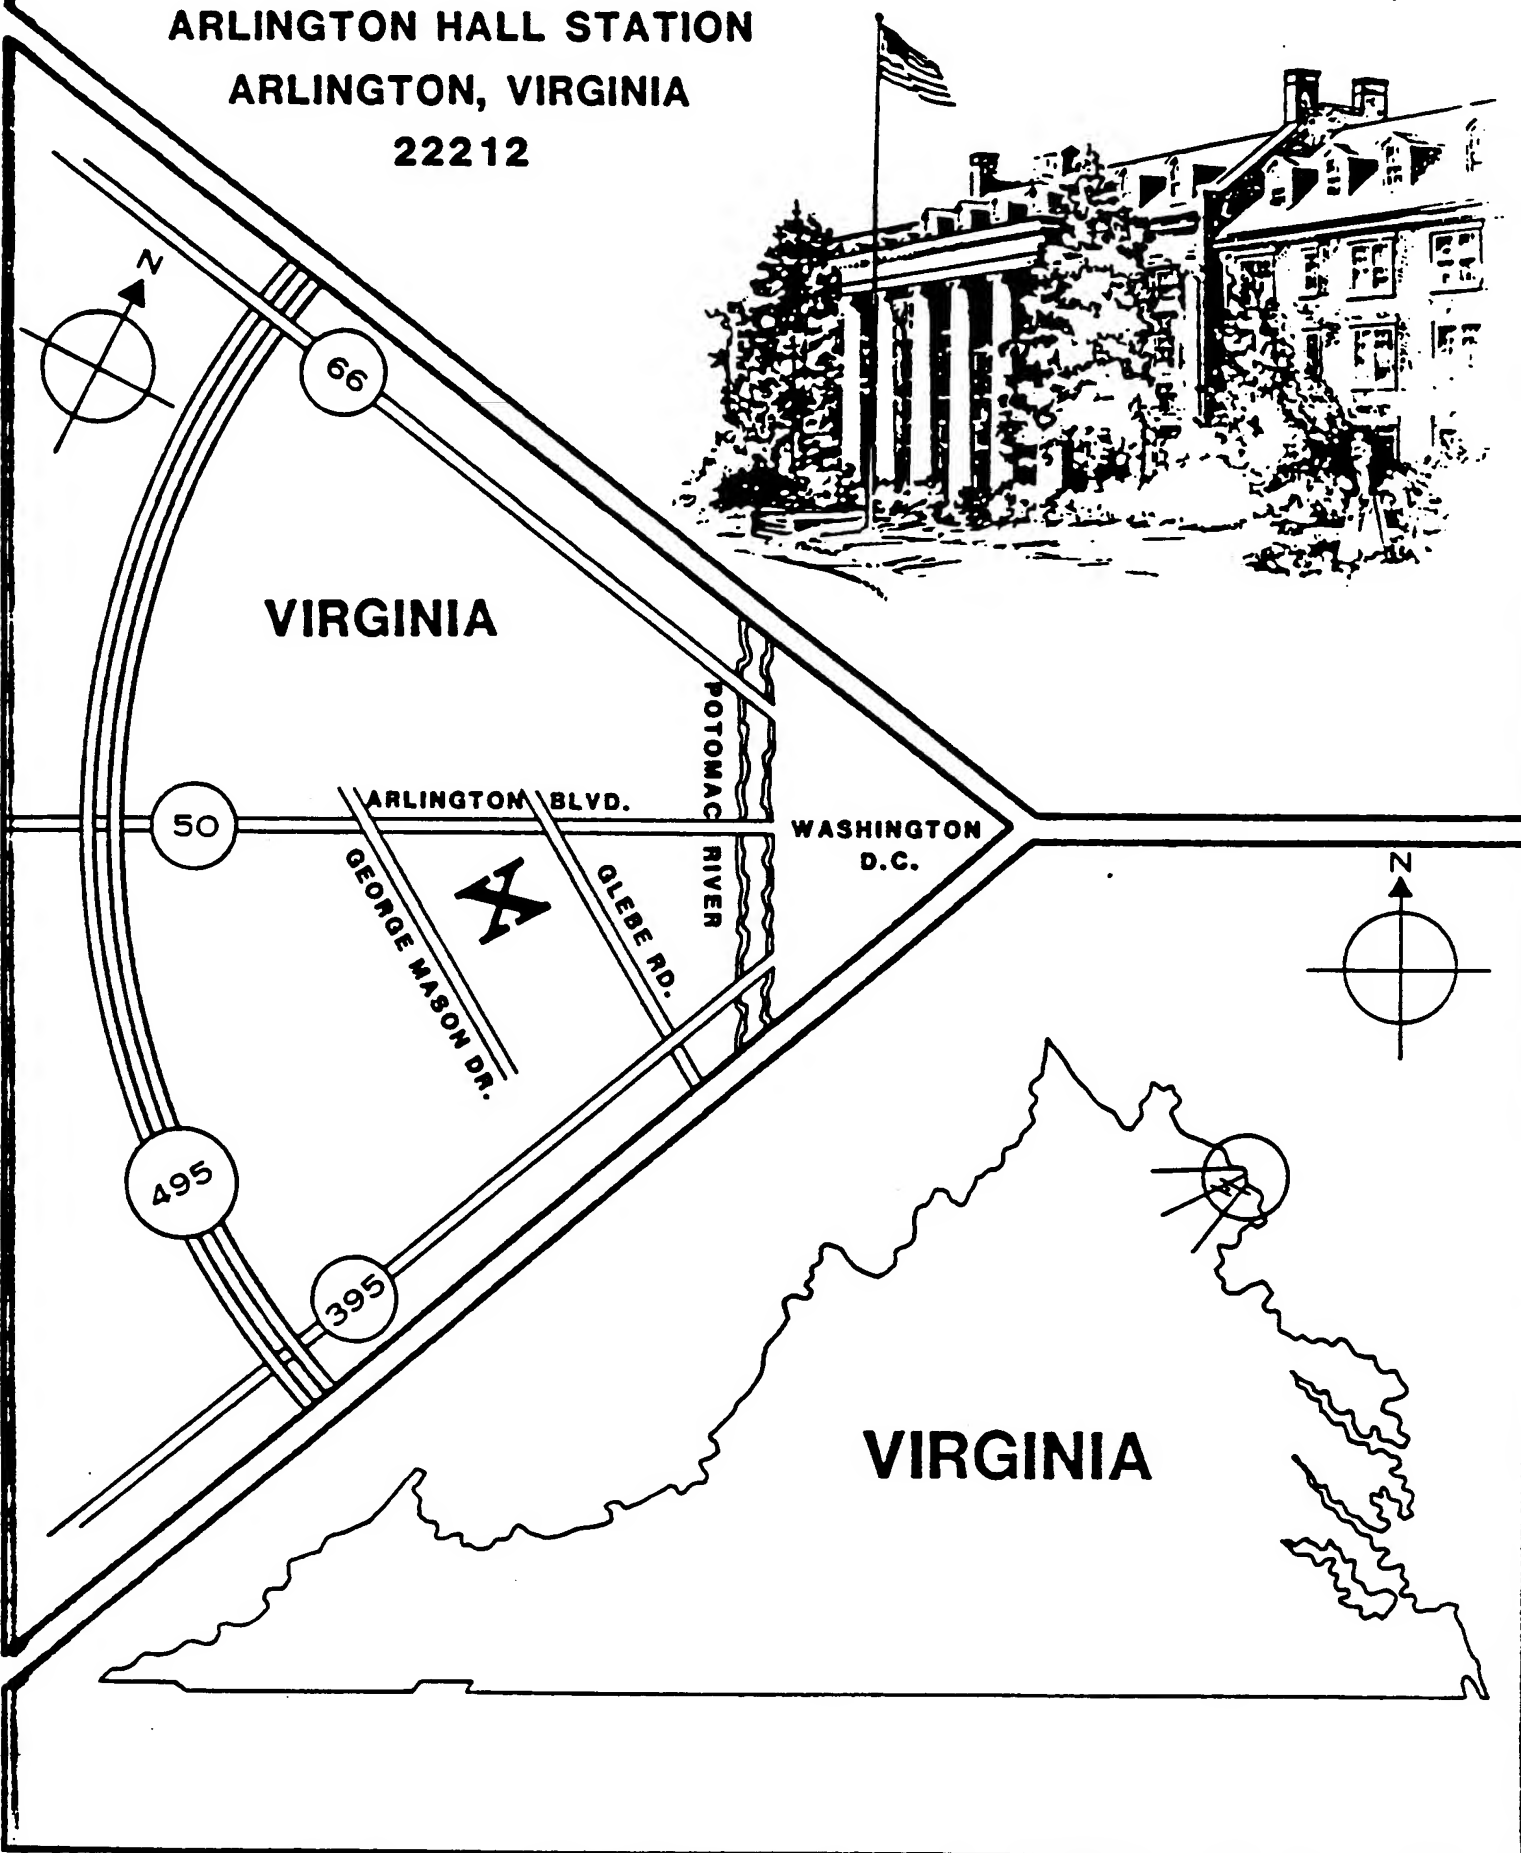 ARLINGTON HALL STATION
ARLINGTON, VIRGINIA
22212
N
66
VIRGINIA
POTOMAC RIVER
ARLINGTON BLVD.
50
WASHINGTON
D.C.
GEORGE MASON DR.
X
GLEBE RD.
N
495
395
VIRGINIA